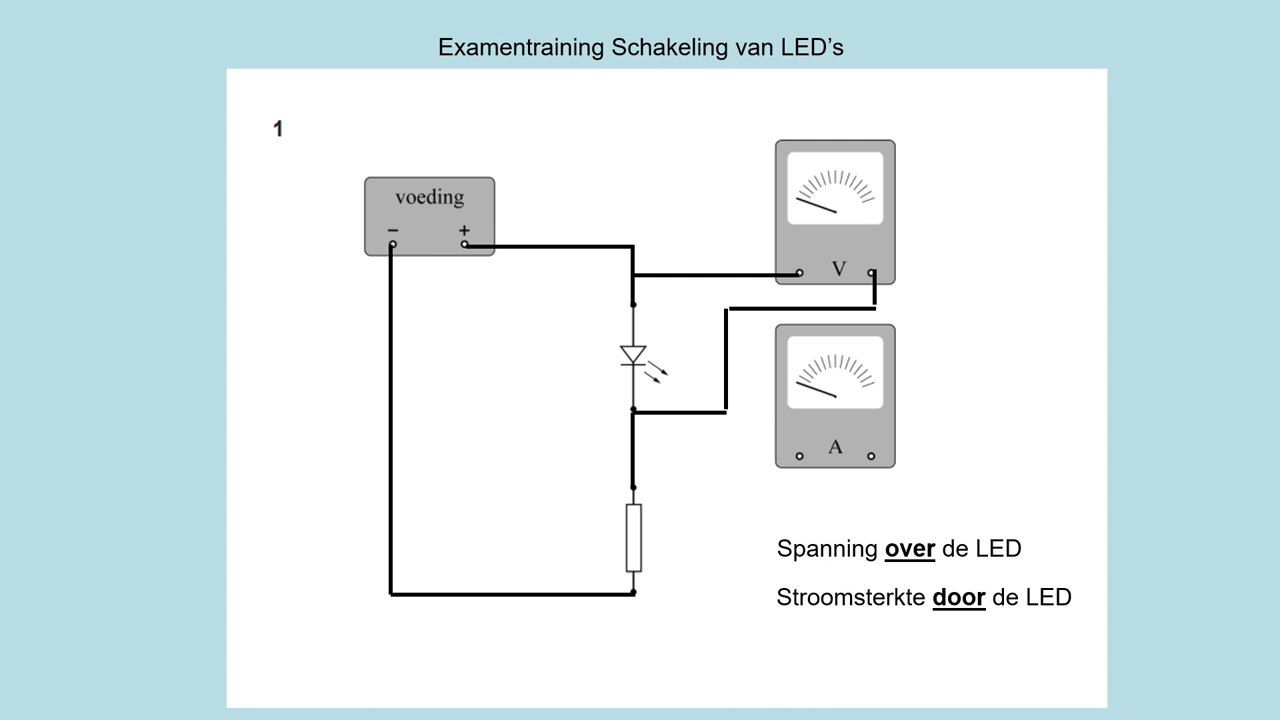 Examentraining Schakeling van LED’s
1
voeding
− +
V
A
Spanning over de LED
Stroomsterkte door de LED